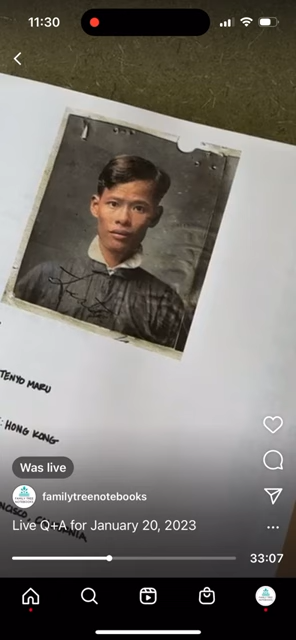 11:30
TENYO MARU
: HONG KONG
Was live
familytreenotebooks
Live Q+A for January 20, 2023
33:07